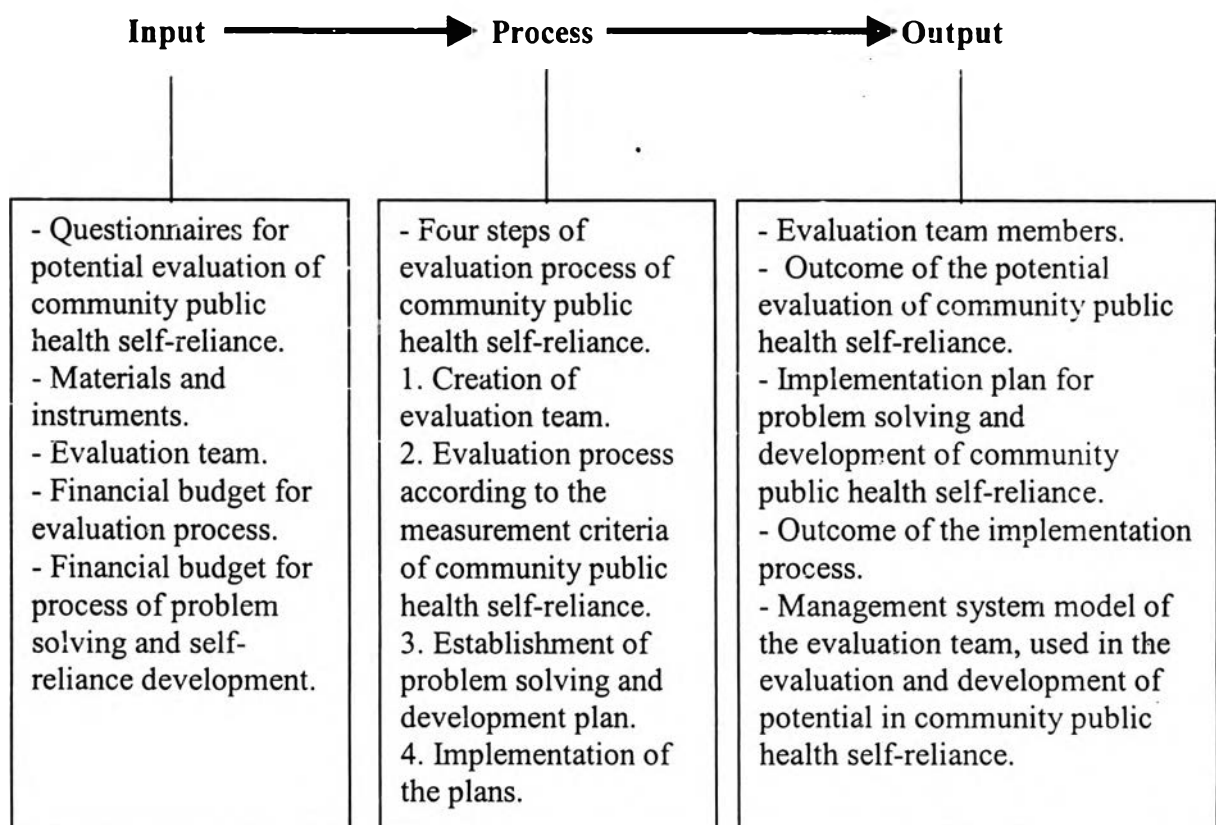 Input Process Output
- Questionnaires for
potential evaluation of
community public
health self-reliance.
- Materials and
instruments.
- Evaluation team.
- Financial budget for
evaluation process.
- Financial budget for
process of problem
solving and self-
reliance development.
- Four steps of
evaluation process of
community public
health self-reliance.
1. Creation of
evaluation team.
2. Evaluation process
according to the
measurement criteria
of community public
health self-reliance.
3. Establishment of
problem solving and
development plan.
4. Implementation of
the plans.
- Evaluation team members.
- Outcome of the potential
evaluation of community public
health self-reliance.
- Implementation plan for
problem solving and
development of community
public health self-reliance.
- Outcome of the implementation
process.
- Management system model of
the evaluation team, used in the
evaluation and development of
potential in community public
health self-reliance.